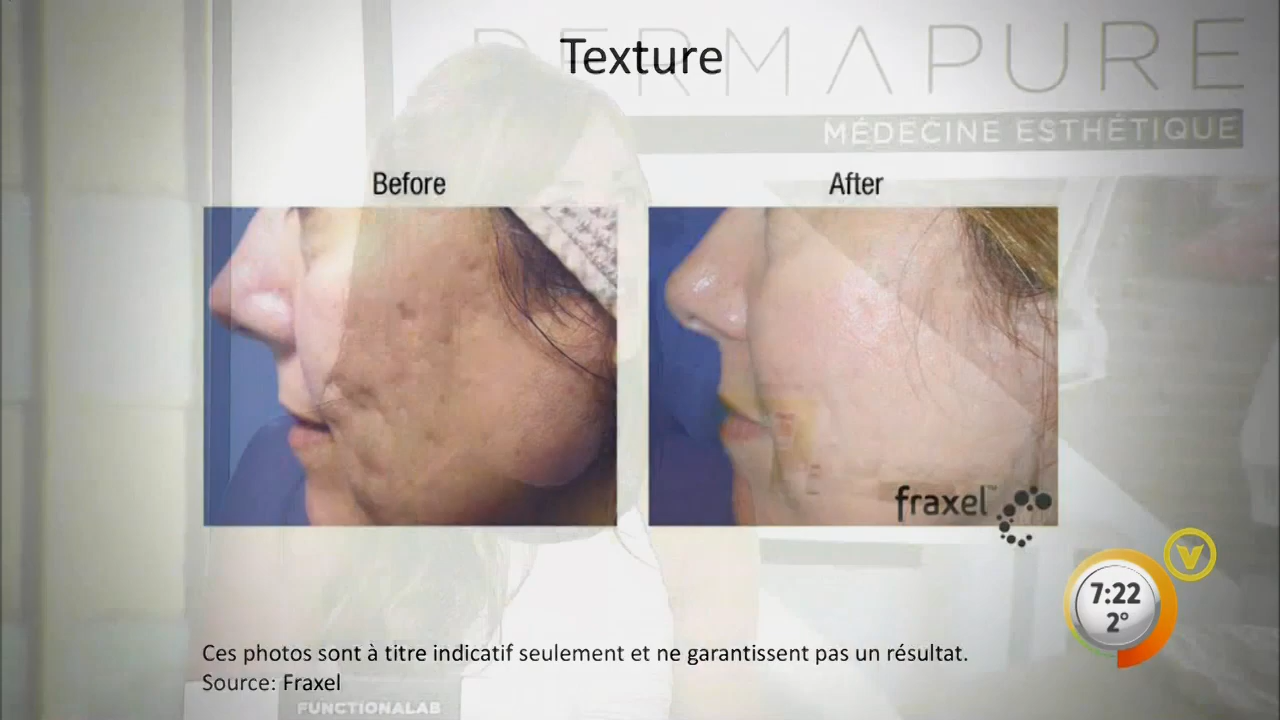 Texture
DERMAPURE
MÉDECINE ESTHÉTIQUE
Before
After
fraxel™
7:22
2°
Ces photos sont à titre indicatif seulement et ne garantissent pas un résultat.
Source: Fraxel
FUNCTIONALAB